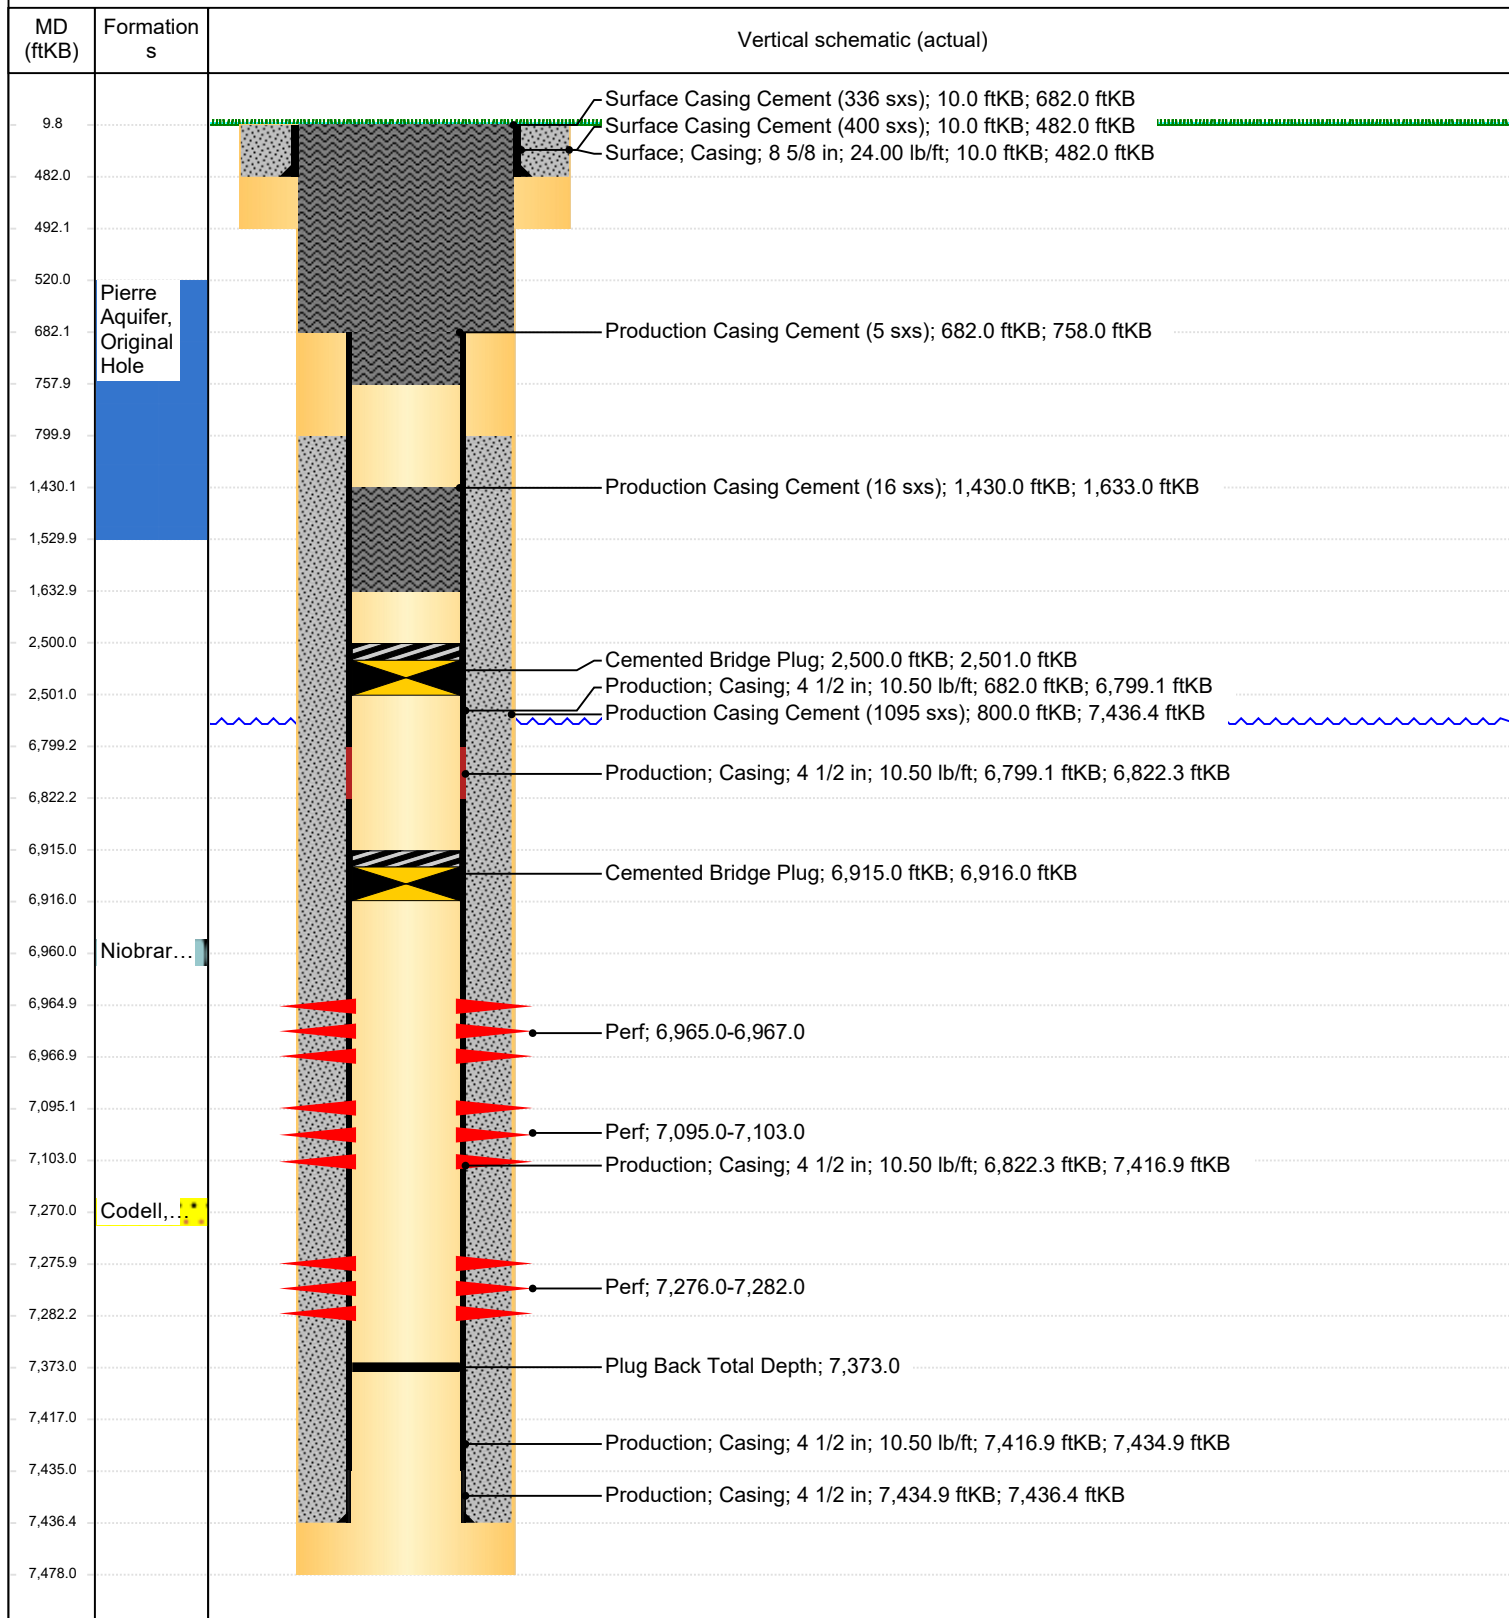 MD
(ftKB)
Formation
s
Vertical schematic (actual)
Surface Casing Cement (336 sxs); 10.0 ftKB; 682.0 ftKB
9.8
Surface Casing Cement (400 sxs); 10.0 ftKB; 482.0 ftKB
Surface; Casing; 8 5/8 in; 24.00 lb/ft; 10.0 ftKB; 482.0 ftKB
482.0
492.1
520.0
Pierre
Aquifer,
Original
Hole
682.1
Production Casing Cement (5 sxs); 682.0 ftKB; 758.0 ftKB
757.9
799.9
1,430.1
Production Casing Cement (16 sxs); 1,430.0 ftKB; 1,633.0 ftKB
1,529.9
1,632.9
2,500.0
Cemented Bridge Plug; 2,500.0 ftKB; 2,501.0 ftKB
Production; Casing; 4 1/2 in; 10.50 lb/ft; 682.0 ftKB; 6,799.1 ftKB
2,501.0
Production Casing Cement (1095 sxs); 800.0 ftKB; 7,436.4 ftKB
6,799.2
Production; Casing; 4 1/2 in; 10.50 lb/ft; 6,799.1 ftKB; 6,822.3 ftKB
6,822.2
6,915.0
Cemented Bridge Plug; 6,915.0 ftKB; 6,916.0 ftKB
6,916.0
6,960.0
Niobrar...
6,964.9
Perf; 6,965.0-6,967.0
6,966.9
7,095.1
Perf; 7,095.0-7,103.0
7,103.0
Production; Casing; 4 1/2 in; 10.50 lb/ft; 6,822.3 ftKB; 7,416.9 ftKB
7,270.0
Codell,...
7,275.9
Perf; 7,276.0-7,282.0
7,282.2
7,373.0
Plug Back Total Depth; 7,373.0
7,417.0
Production; Casing; 4 1/2 in; 10.50 lb/ft; 7,416.9 ftKB; 7,434.9 ftKB
7,435.0
Production; Casing; 4 1/2 in; 7,434.9 ftKB; 7,436.4 ftKB
7,436.4
7,478.0